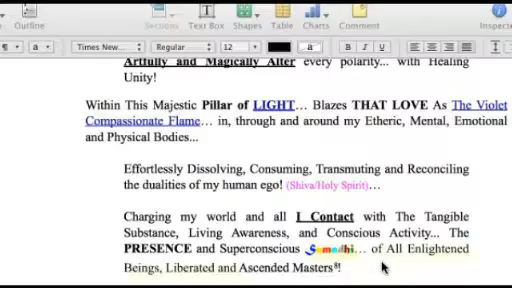 Outline
Sections Text Box Shapes Table Charts Comment
Inspector
¶ a Times New... Regular 12 a B I U
Artfully and Magically Alter every polarity... with Healing
Unity!
Within This Majestic Pillar of LIGHT... Blazes THAT LOVE As The Violet
Compassionate Flame... in, through and around my Etheric, Mental, Emotional
and Physical Bodies...
Effortlessly Dissolving, Consuming, Transmuting and Reconciling
the dualities of my human ego! (Shiva/Holy Spirit)...
Charging my world and all I Contact with The Tangible
Substance, Living Awareness, and Conscious Activity... The
PRESENCE and Superconscious Samadhi... of All Enlightened
Beings, Liberated and Ascended Masters⁸!